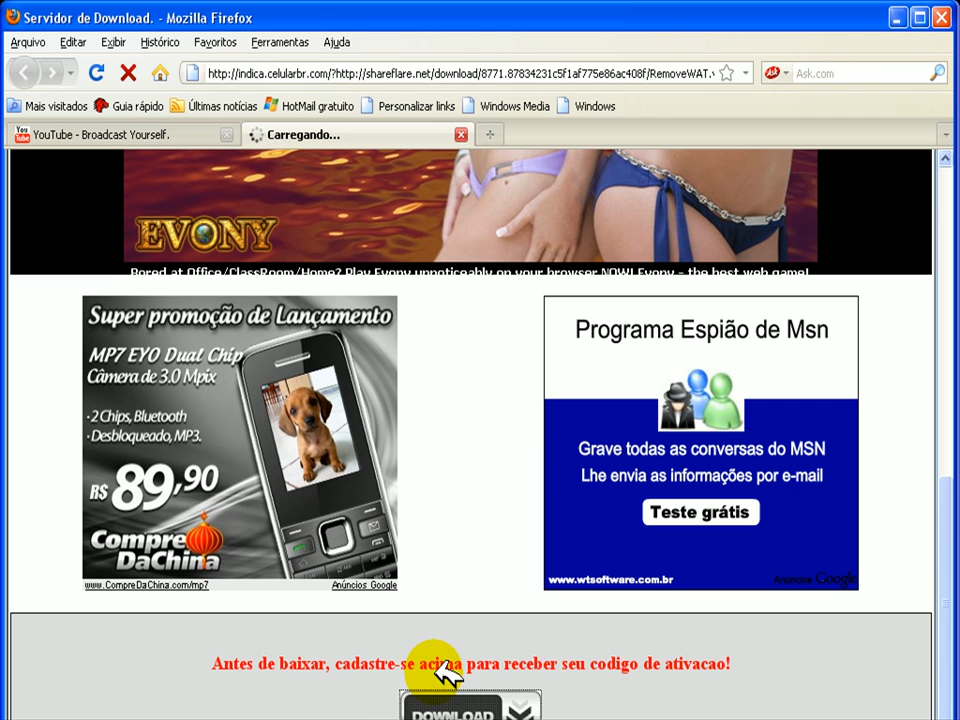 Servidor de Download. - Mozilla Firefox
Arquivo Editar Exibir Histórico Favoritos Ferramentas Ajuda
http://indica.celularbr.com/?http://shareflare.net/download/8771.87834231c5f1af775e86ac408f/RemoveWAT.v
Ask.com
Mais visitados Guia rápido Últimas notícias HotMail gratuito Personalizar links Windows Media Windows
You Tube YouTube - Broadcast Yourself. Carregando...
EVONY
Bored at Office/ClassRoom/Home? Play Evony unnoticeably on your browser NOW! Evony - the best web game!
Super promoção de Lançamento
MP7 EYO Dual Chip
Câmera de 3.0 Mpix
· 2 Chips, Bluetooth
· Desbloqueado, MP3.
R$ 89,90
Compre
DaChina
www.CompreDaChina.com/mp7 Anúncios Google
Programa Espião de Msn
Grave todas as conversas do MSN
Lhe envia as informações por e-mail
Teste grátis
www.wtsoftware.com.br Anúncios Google
Antes de baixar, cadastre-se acima para receber seu codigo de ativacao!
DOWNLOAD